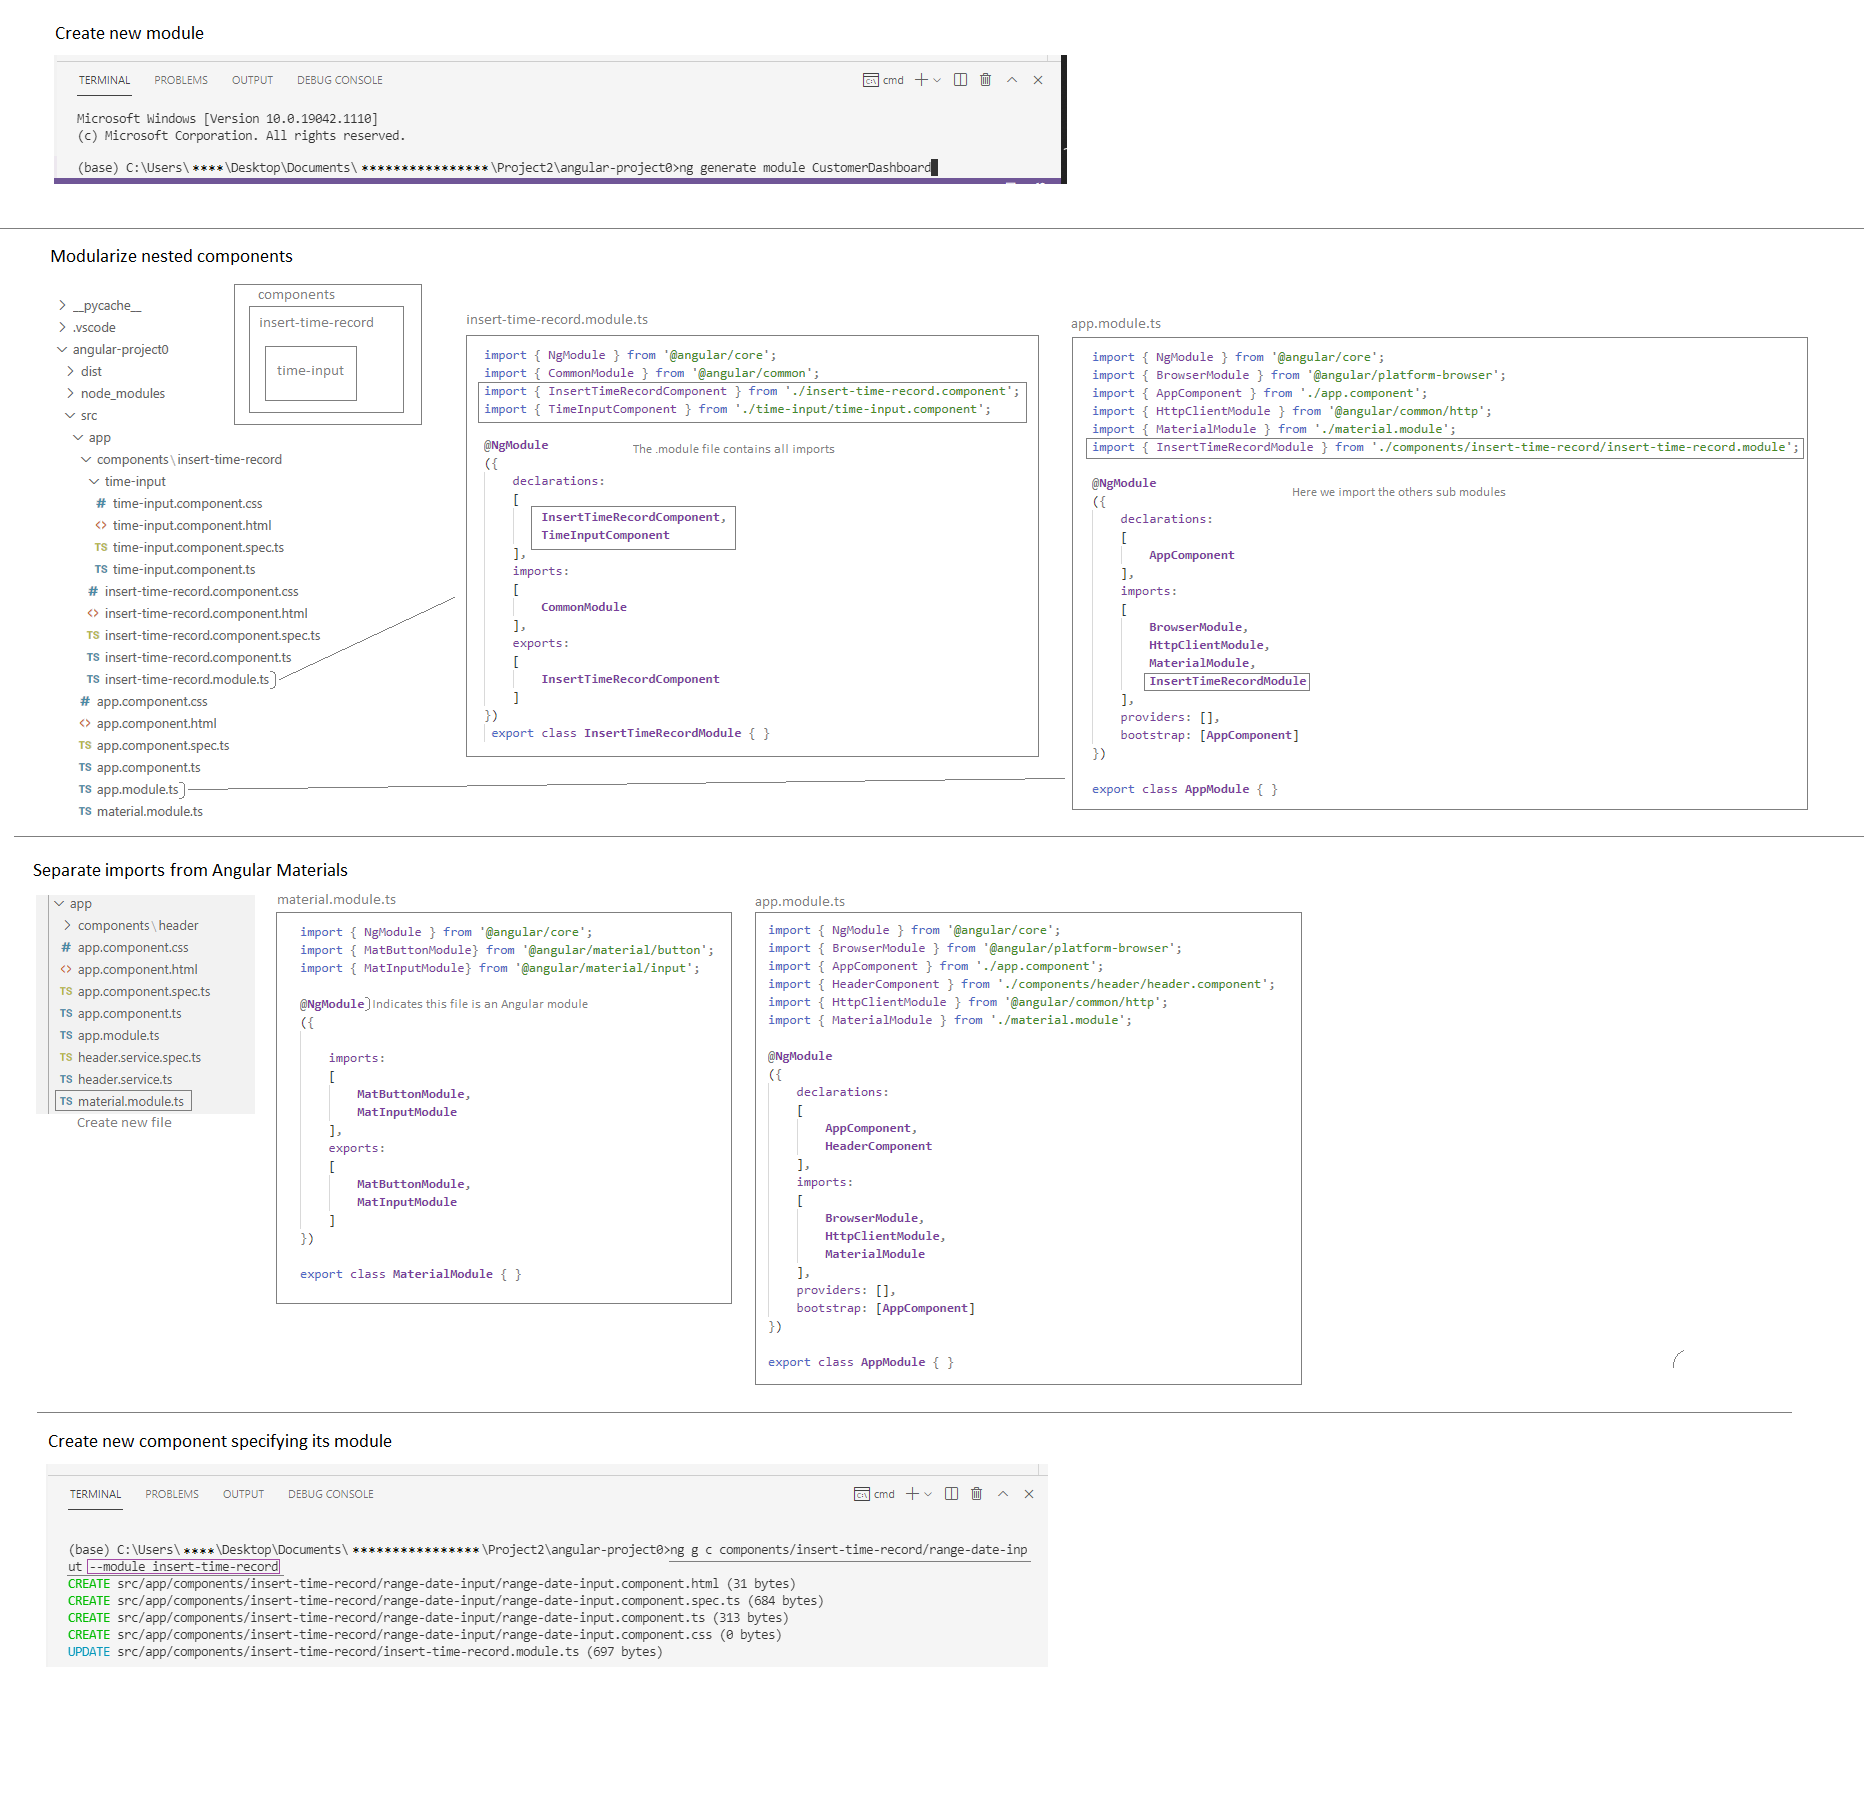 Create new module
TERMINAL PROBLEMS OUTPUT DEBUG CONSOLE cmd
Microsoft Windows [Version 10.0.19042.1110]
(c) Microsoft Corporation. All rights reserved.
(base) C:\Users\ **** \Desktop\Documents\ **************** \Project2\angular-project0>ng generate module CustomerDashboard
Modularize nested components
__pycache__
.vscode
angular-project0
dist
node_modules
src
app
components\insert-time-record
time-input
# time-input.component.css
<> time-input.component.html
TS time-input.component.spec.ts
TS time-input.component.ts
# insert-time-record.component.css
<> insert-time-record.component.html
TS insert-time-record.component.spec.ts
TS insert-time-record.component.ts
TS insert-time-record.module.ts
# app.component.css
<> app.component.html
TS app.component.spec.ts
TS app.component.ts
TS app.module.ts
TS material.module.ts
components
insert-time-record
time-input
insert-time-record.module.ts
import { NgModule } from '@angular/core';
import { CommonModule } from '@angular/common';
import { InsertTimeRecordComponent } from './insert-time-record.component';
import { TimeInputComponent } from './time-input/time-input.component';
@NgModule
The .module file contains all imports
({
declarations:
[
InsertTimeRecordComponent,
TimeInputComponent
],
imports:
[
CommonModule
],
exports:
[
InsertTimeRecordComponent
]
})
export class InsertTimeRecordModule { }
app.module.ts
import { NgModule } from '@angular/core';
import { BrowserModule } from '@angular/platform-browser';
import { AppComponent } from './app.component';
import { HttpClientModule } from '@angular/common/http';
import { MaterialModule } from './material.module';
import { InsertTimeRecordModule } from './components/insert-time-record/insert-time-record.module';
@NgModule
Here we import the others sub modules
({
declarations:
[
AppComponent
],
imports:
[
BrowserModule,
HttpClientModule,
MaterialModule,
InsertTimeRecordModule
],
providers: [],
bootstrap: [AppComponent]
})
export class AppModule { }
Separate imports from Angular Materials
app
components\header
# app.component.css
<> app.component.html
TS app.component.spec.ts
TS app.component.ts
TS app.module.ts
TS header.service.spec.ts
TS header.service.ts
TS material.module.ts
Create new file
material.module.ts
import { NgModule } from '@angular/core';
import { MatButtonModule} from '@angular/material/button';
import { MatInputModule} from '@angular/material/input';
@NgModule
Indicates this file is an Angular module
({
imports:
[
MatButtonModule,
MatInputModule
],
exports:
[
MatButtonModule,
MatInputModule
]
})
export class MaterialModule { }
app.module.ts
import { NgModule } from '@angular/core';
import { BrowserModule } from '@angular/platform-browser';
import { AppComponent } from './app.component';
import { HeaderComponent } from './components/header/header.component';
import { HttpClientModule } from '@angular/common/http';
import { MaterialModule } from './material.module';
@NgModule
({
declarations:
[
AppComponent,
HeaderComponent
],
imports:
[
BrowserModule,
HttpClientModule,
MaterialModule
],
providers: [],
bootstrap: [AppComponent]
})
export class AppModule { }
Create new component specifying its module
TERMINAL PROBLEMS OUTPUT DEBUG CONSOLE cmd
(base) C:\Users\ **** \Desktop\Documents\ **************** \Project2\angular-project0>ng g c components/insert-time-record/range-date-inp
ut --module insert-time-record
CREATE src/app/components/insert-time-record/range-date-input/range-date-input.component.html (31 bytes)
CREATE src/app/components/insert-time-record/range-date-input/range-date-input.component.spec.ts (684 bytes)
CREATE src/app/components/insert-time-record/range-date-input/range-date-input.component.ts (313 bytes)
CREATE src/app/components/insert-time-record/range-date-input/range-date-input.component.css (0 bytes)
UPDATE src/app/components/insert-time-record/insert-time-record.module.ts (697 bytes)